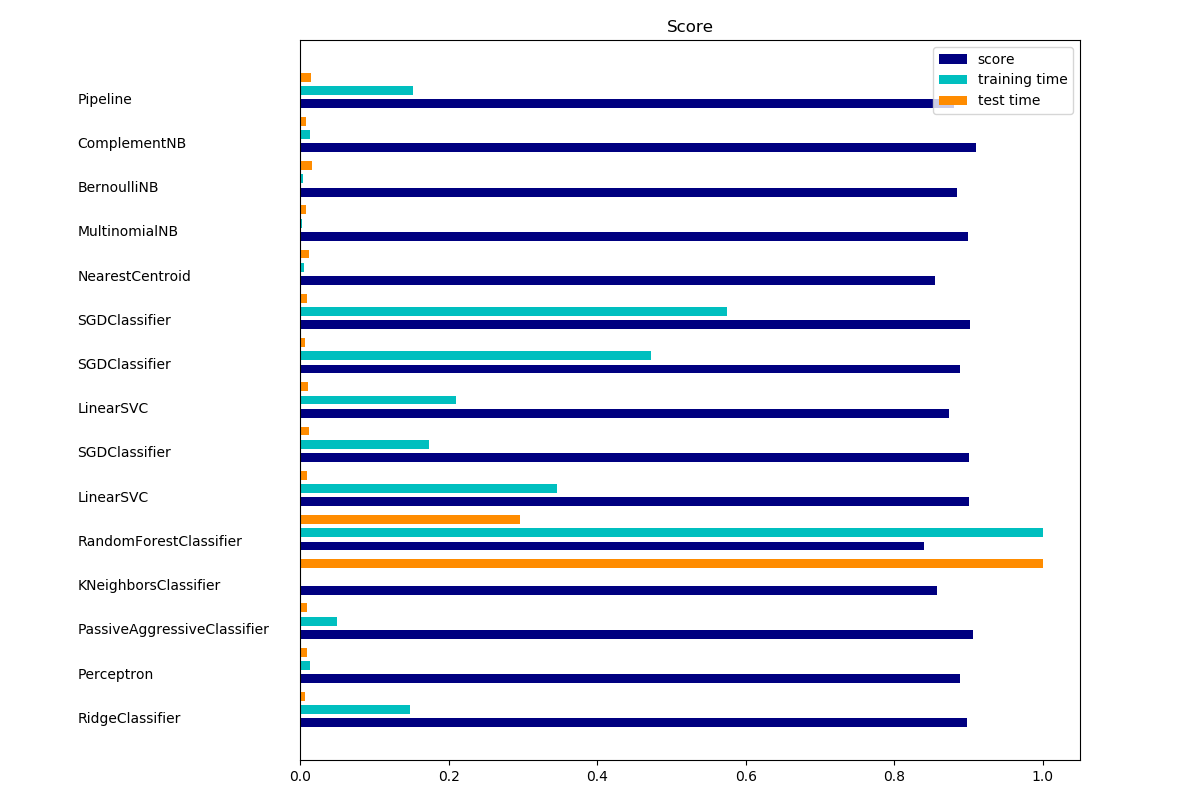 Score
score
training time
test time
Pipeline
ComplementNB
BernoulliNB
MultinomialNB
NearestCentroid
SGDClassifier
SGDClassifier
LinearSVC
SGDClassifier
LinearSVC
RandomForestClassifier
KNeighborsClassifier
PassiveAggressiveClassifier
Perceptron
RidgeClassifier
0.0 0.2 0.4 0.6 0.8 1.0